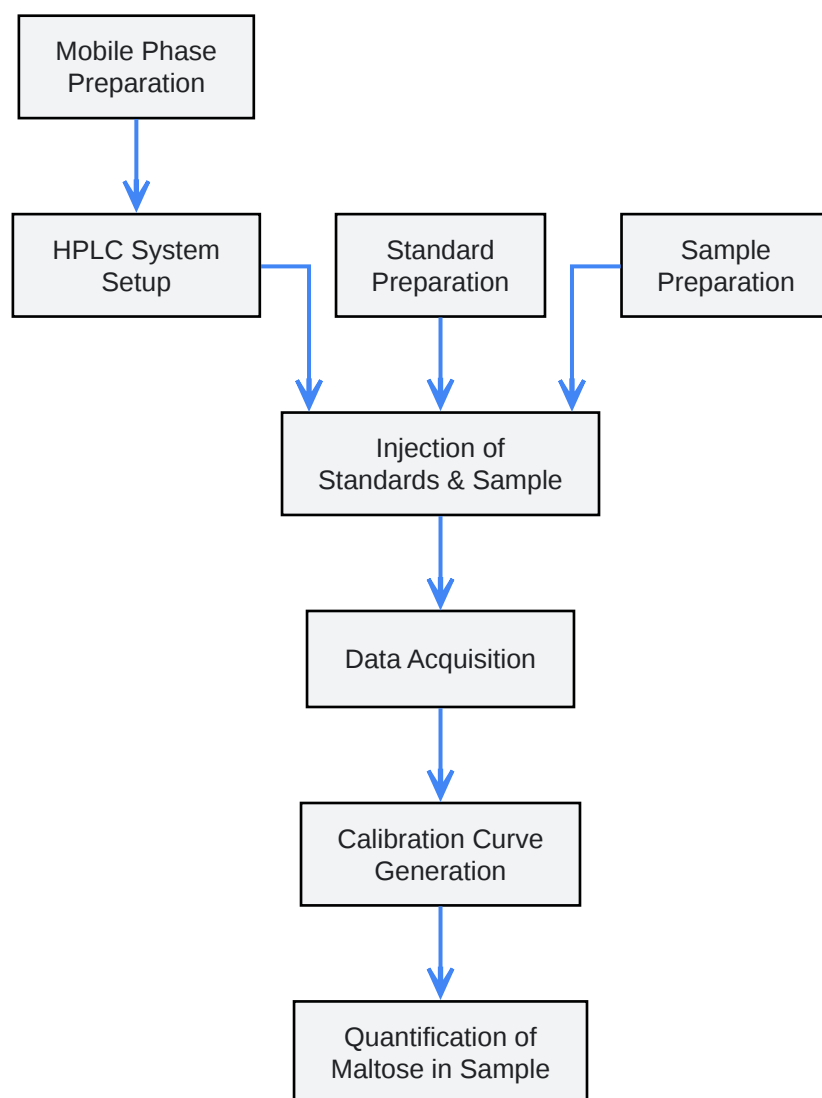 Mobile Phase
Preparation
HPLC System
Setup
Standard
Preparation
Sample
Preparation
Injection of
Standards & Sample
Data Acquisition
Calibration Curve
Generation
Quantification of
Maltose in Sample